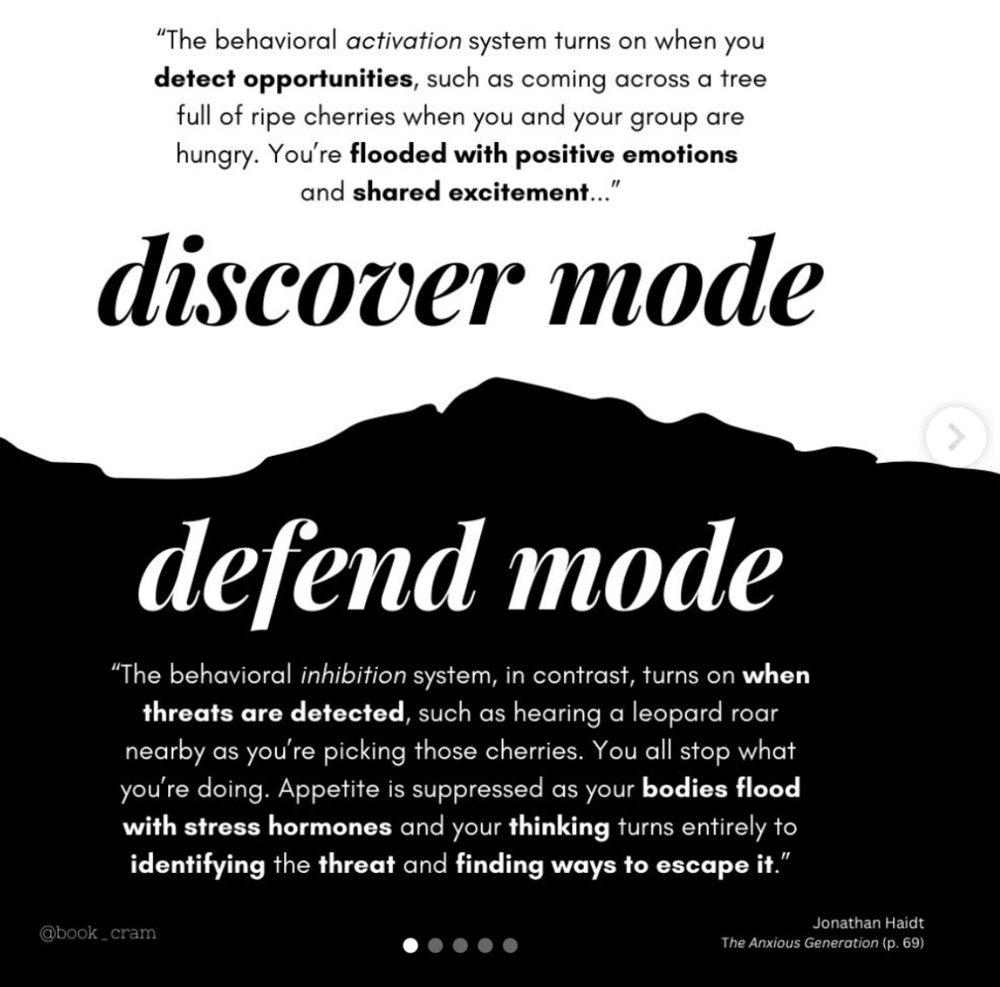 “The behavioral activation system turns on when you
detect opportunities, such as coming across a tree
full of ripe cherries when you and your group are
hungry. You’re flooded with positive emotions
and shared excitement...”
discover mode
defend mode
“The behavioral inhibition system, in contrast, turns on when
threats are detected, such as hearing a leopard roar
nearby as you’re picking those cherries. You all stop what
you’re doing. Appetite is suppressed as your bodies flood
with stress hormones and your thinking turns entirely to
identifying the threat and finding ways to escape it.”
@book_cram
Jonathan Haidt
The Anxious Generation (p. 69)